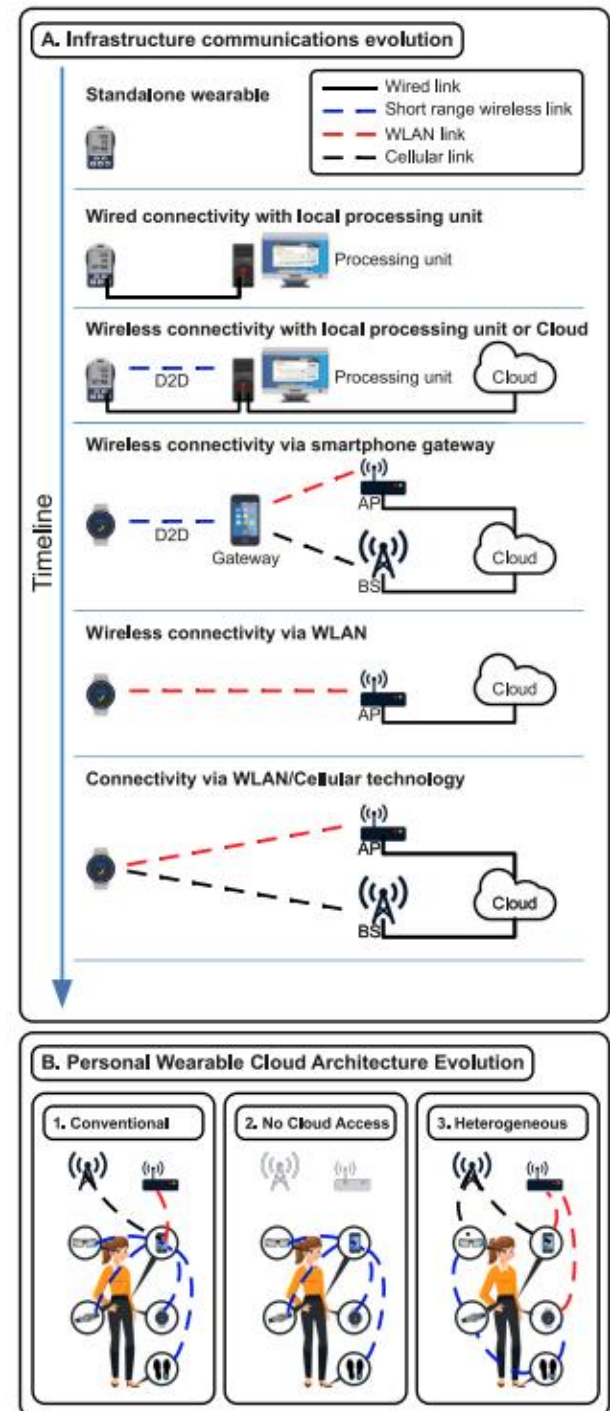 A. Infrastructure communications evolution
Standalone wearable
Wired link
Short range wireless link
WLAN link
Cellular link
Wired connectivity with local processing unit
Processing unit
Wireless connectivity with local processing unit or Cloud
D2D
Processing unit
Cloud
Wireless connectivity via smartphone gateway
D2D
Gateway
AP
BS
Cloud
Timeline
Wireless connectivity via WLAN
AP
Cloud
Connectivity via WLAN/Cellular technology
AP
BS
Cloud
B. Personal Wearable Cloud Architecture Evolution
1. Conventional
2. No Cloud Access
3. Heterogeneous